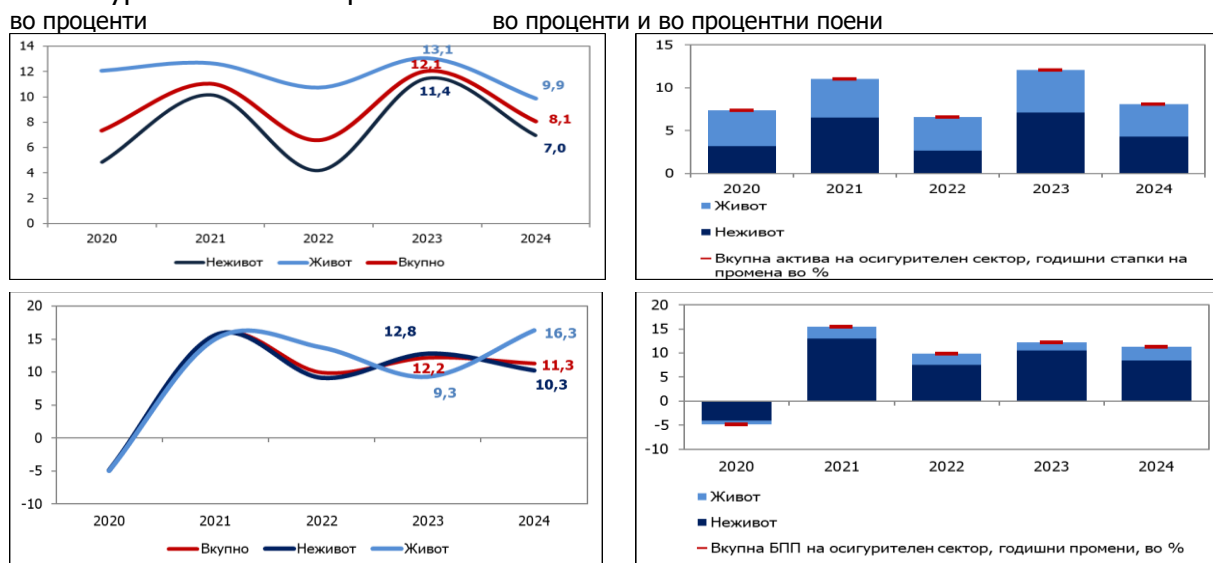 во проценти
во проценти и во процентни поени
14
12
10
8
6
4
2
0
13,1
12,1
11,4
9,9
8,1
7,0
2020 2021 2022 2023 2024
Неживот Живот Вкупно
15
10
5
0
2020 2021 2022 2023 2024
Живот
Неживот
Вкупна актива на осигурителен сектор, годишни стапки на
промена во %
20
15
10
5
0
-5
-10
12,8
12,2
9,3
16,3
11,3
10,3
2020 2021 2022 2023 2024
Вкупно Неживот Живот
20
15
10
5
0
-5
-10
2020 2021 2022 2023 2024
Живот
Неживот
Вкупна БПП на осигурителен сектор, годишни промени, во %